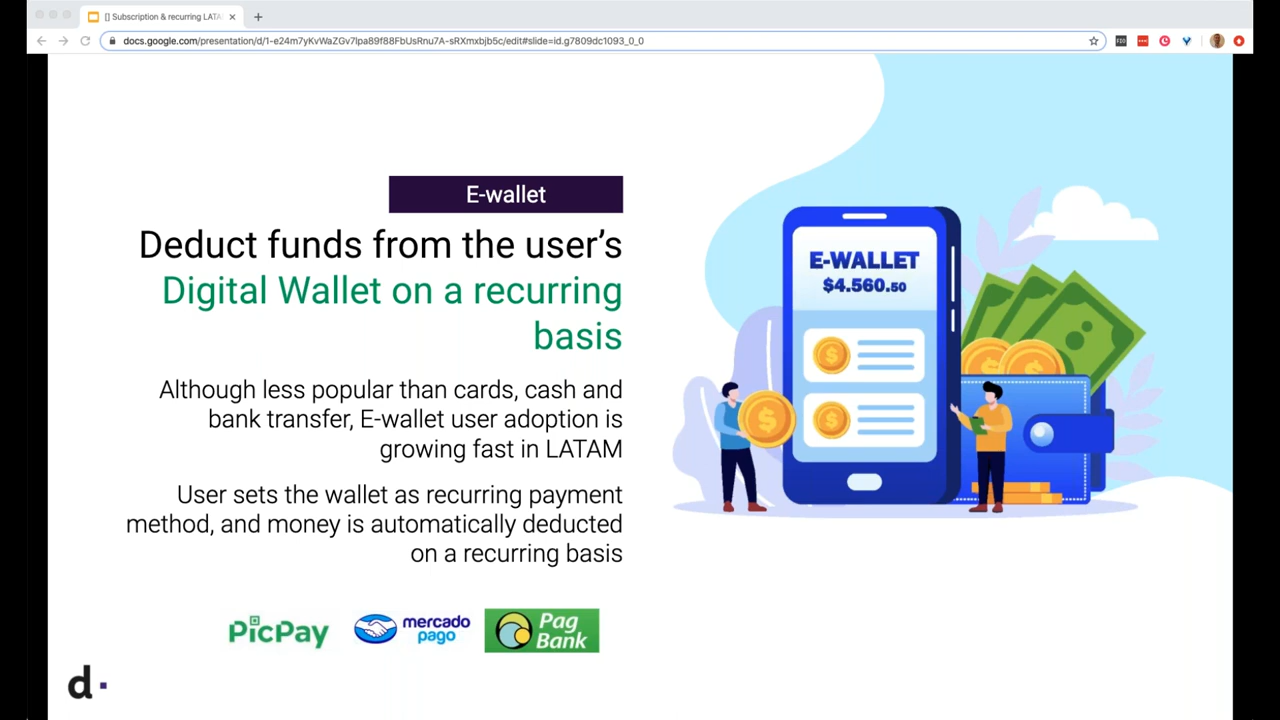 [] Subscription & recurring LATA
docs.google.com/presentation/d/1-e24m7yKvWaZGv7lpa89f88FbUsRnu7A-sRXmxbjb5c/edit#slide=id.g7809dc1093_0_0
E-wallet
Deduct funds from the user’s
Digital Wallet on a recurring
basis
Although less popular than cards, cash and
bank transfer, E-wallet user adoption is
growing fast in LATAM
User sets the wallet as recurring payment
method, and money is automatically deducted
on a recurring basis
E-WALLET
$4.560.50
PicPay
mercado
pago
Pag
Bank
d·